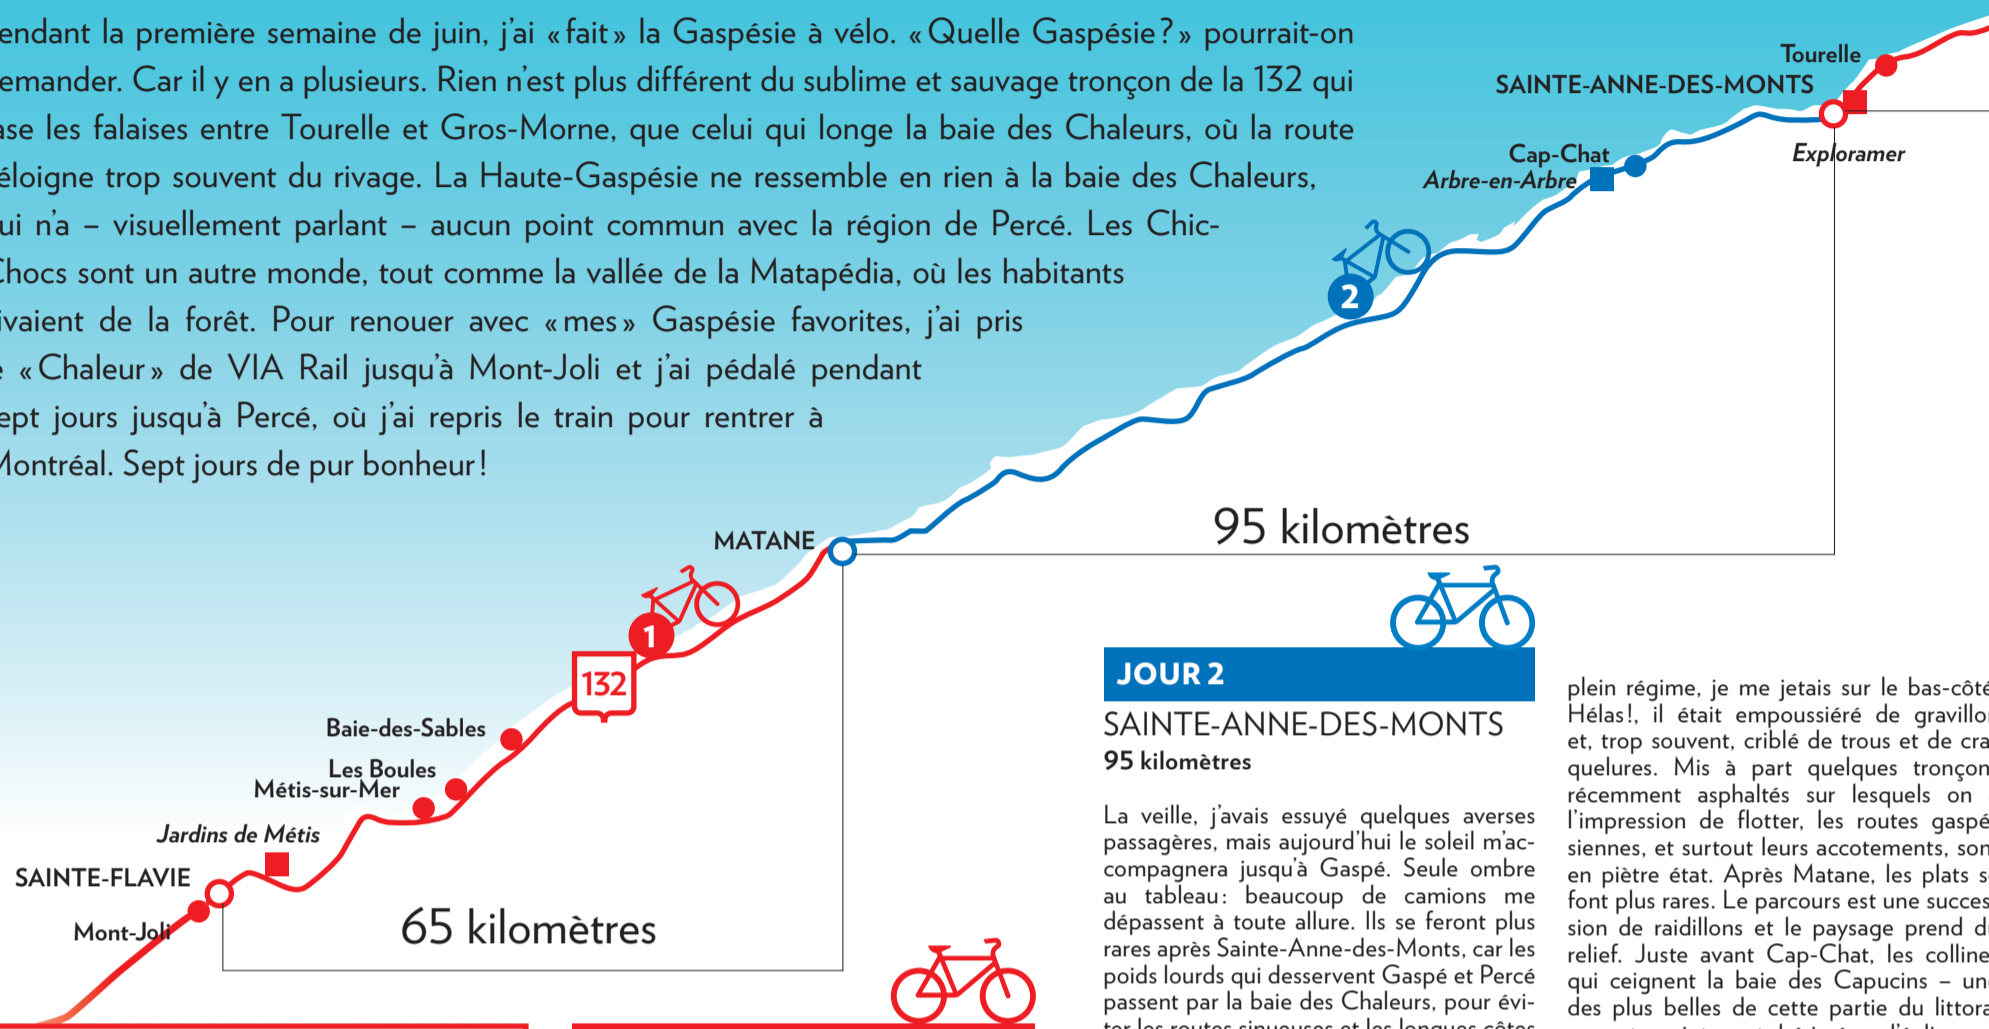 endant la première semaine de juin, j'ai « fait » la Gaspésie à vélo. « Quelle Gaspésie ? » pourrait-on
emander. Car il y en a plusieurs. Rien n'est plus différent du sublime et sauvage tronçon de la 132 qui
ase les falaises entre Tourelle et Gros-Morne, que celui qui longe la baie des Chaleurs, où la route
éloigne trop souvent du rivage. La Haute-Gaspésie ne ressemble en rien à la baie des Chaleurs,
ui n'a – visuellement parlant – aucun point commun avec la région de Percé. Les Chic-
Chocs sont un autre monde, tout comme la vallée de la Matapédia, où les habitants
ivaient de la forêt. Pour renouer avec « mes » Gaspésie favorites, j'ai pris
e « Chaleur » de VIA Rail jusqu'à Mont-Joli et j'ai pédalé pendant
ept jours jusqu'à Percé, où j'ai repris le train pour rentrer à
Montréal. Sept jours de pur bonheur !
Tourelle
SAINTE-ANNE-DES-MONTS
Exploramer
Cap-Chat
Arbre-en-Arbre
2
95 kilomètres
MATANE
1
132
Baie-des-Sables
Les Boules
Métis-sur-Mer
Jardins de Métis
SAINTE-FLAVIE
Mont-Joli
65 kilomètres
JOUR 2
SAINTE-ANNE-DES-MONTS
95 kilomètres
La veille, j'avais essuyé quelques averses
passagères, mais aujourd'hui le soleil m'ac-
compagnera jusqu'à Gaspé. Seule ombre
au tableau : beaucoup de camions me
dépassent à toute allure. Ils se feront plus
rares après Sainte-Anne-des-Monts, car les
poids lourds qui desservent Gaspé et Percé
passent par la baie des Chaleurs, pour évi-
ter les routes sinueuses et les longues côtes
plein régime, je me jetais sur le bas-côté
Hélas !, il était empoussiéré de gravillo
et, trop souvent, criblé de trous et de cra
quelures. Mis à part quelques tronçon
récemment asphaltés sur lesquels on
l'impression de flotter, les routes gaspé
siennes, et surtout leurs accotements, son
en piètre état. Après Matane, les plats s
font plus rares. Le parcours est une succes
sion de raidillons et le paysage prend d
relief. Juste avant Cap-Chat, les colline
qui ceignent la baie des Capucins – un
des plus belles de cette partie du littora